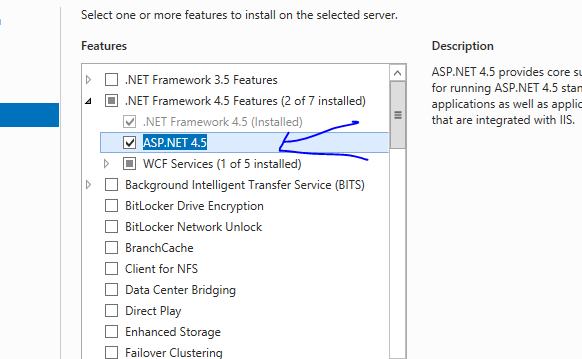 Select one or more features to install on the selected server.
Features
Description
.NET Framework 3.5 Features
.NET Framework 4.5 Features (2 of 7 installed)
.NET Framework 4.5 (Installed)
ASP.NET 4.5
WCF Services (1 of 5 installed)
Background Intelligent Transfer Service (BITS)
BitLocker Drive Encryption
BitLocker Network Unlock
BranchCache
Client for NFS
Data Center Bridging
Direct Play
Enhanced Storage
Failover Clustering
ASP.NET 4.5 provides core su
for running ASP.NET 4.5 stan
applications as well as applic
that are integrated with IIS.